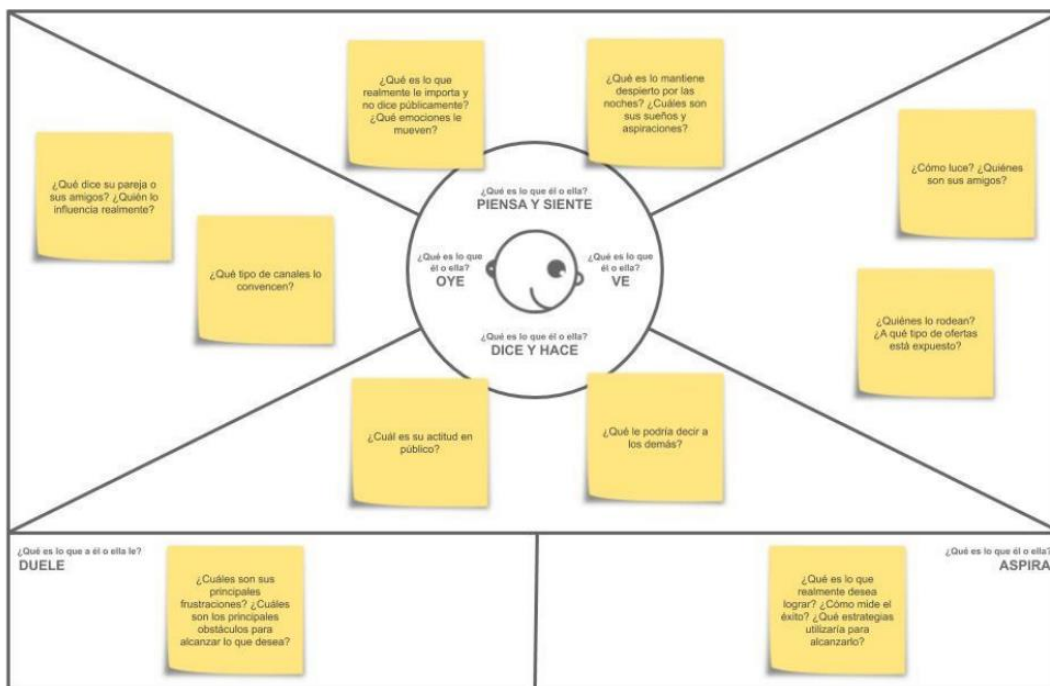 ¿Qué es lo que
realmente le importa y
no dice públicamente?
¿Qué emociones le
mueven?
¿Qué es lo mantiene
despierto por las
noches? ¿Cuáles son
sus sueños y
aspiraciones?
¿Qué dice su pareja o
sus amigos? ¿Quién lo
influencia realmente?
¿Qué tipo de canales lo
convencen?
¿Cómo luce? ¿Quiénes
son sus amigos?
¿Quiénes lo rodean?
¿A qué tipo de ofertas
está expuesto?
¿Qué es lo que él o ella?
PIENSA Y SIENTE
¿Qué es lo que
él o ella?
OYE
¿Qué es lo que
él o ella?
VE
¿Qué es lo que él o ella?
DICE Y HACE
¿Cuál es su actitud en
público?
¿Qué le podría decir a
los demás?
¿Qué es lo que a él o ella le?
DUELE
¿Cuáles son sus
principales
frustraciones? ¿Cuáles
son los principales
obstáculos para
alcanzar lo que desea?
¿Qué es lo que
realmente desea
lograr? ¿Cómo mide el
éxito? ¿Qué estrategias
utilizaría para
alcanzarlo?
¿Qué es lo que él o ella?
ASPIRA